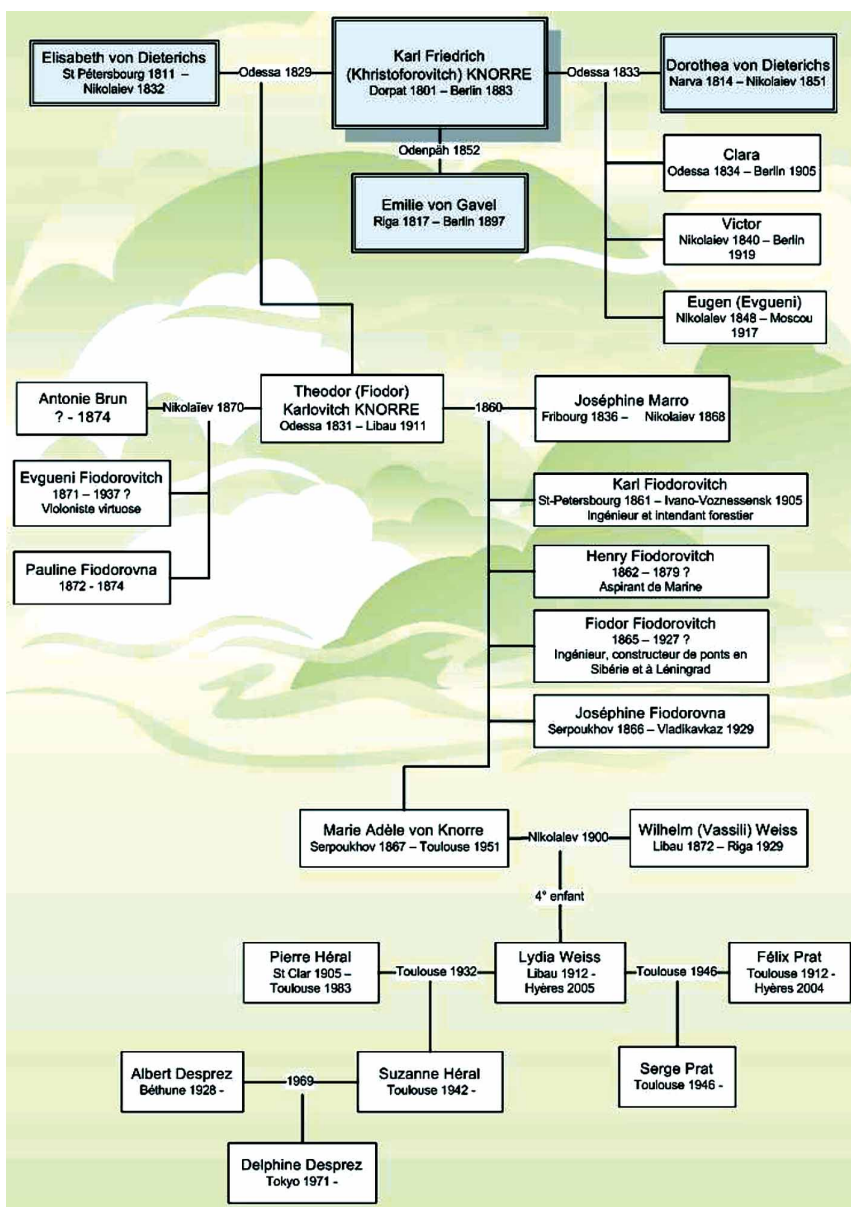 Elisabeth von Dieterichs
St Pétersbourg 1811 –
Nikolaiev 1832
Odessa 1829
Karl Friedrich
(Khristoforovitch) KNORRE
Dorpat 1801 – Berlin 1883
Odessa 1833
Dorothea von Dieterichs
Narva 1814 – Nikolaiev 1851
Odenpäh 1852
Emilie von Gavel
Riga 1817 – Berlin 1897
Clara
Odessa 1834 – Berlin 1905
Victor
Nikolaiev 1840 – Berlin
1919
Eugen (Evgueni)
Nikolaiev 1848 – Moscou
1917
Antonie Brun
? - 1874
Nikolaïev 1870
Theodor (Fiodor)
Karlovitch KNORRE
Odessa 1831 – Libau 1911
1860
Joséphine Marro
Fribourg 1836 – Nikolaiev 1868
Evgueni Fiodorovitch
1871 – 1937 ?
Violoniste virtuose
Pauline Fiodorovna
1872 - 1874
Karl Fiodorovitch
St-Petersbourg 1861 – Ivano-Voznessensk 1905
Ingénieur et intendant forestier
Henry Fiodorovitch
1862 – 1879 ?
Aspirant de Marine
Fiodor Fiodorovitch
1865 – 1927 ?
Ingénieur, constructeur de ponts en
Sibérie et à Léningrad
Joséphine Fiodorovna
Serpoukhov 1866 – Vladikavkaz 1929
Marie Adèle von Knorre
Serpoukhov 1867 – Toulouse 1951
Nikolaiev 1900
Wilhelm (Vassili) Weiss
Libau 1872 – Riga 1929
4° enfant
Pierre Héral
St Clar 1905 –
Toulouse 1983
Toulouse 1932
Lydia Weiss
Libau 1912 -
Hyères 2005
Toulouse 1946
Félix Prat
Toulouse 1912 -
Hyères 2004
Albert Desprez
Béthune 1928 -
1969
Suzanne Héral
Toulouse 1942 -
Serge Prat
Toulouse 1946 -
Delphine Desprez
Tokyo 1971 -